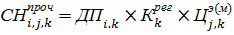 СН^{проч}_{i,j,k} = ДП_{i,k} × К^{рег}_{k} × Ц^{э(м)}_{j,k}